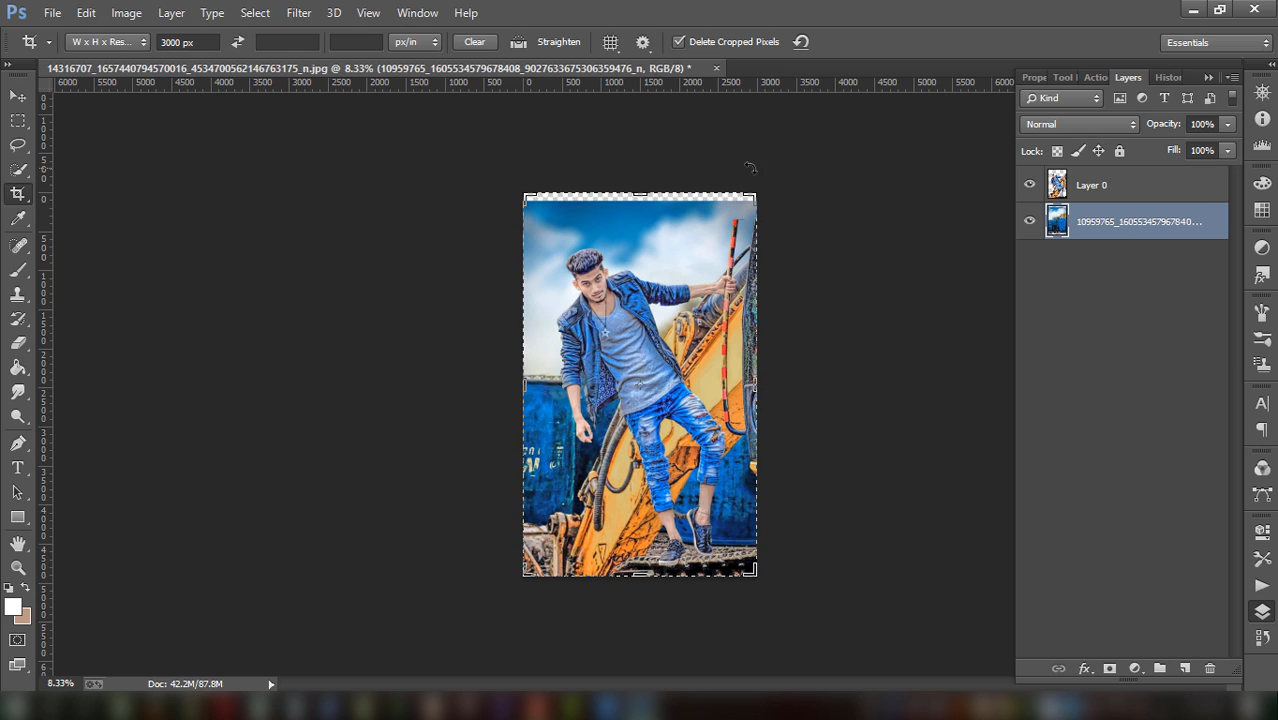 Ps File Edit Image Layer Type Select Filter 3D View Window Help
W x H x Res... 3000 px px/in Clear Straighten Delete Cropped Pixels Essentials
14316707_1657440794570016_4534700562146763175_n.jpg @ 8.33% (10959765_1605534579678408_9027633675306359476_n, RGB/8) * ×
6000 5500 5000 4500 4000 3500 3000 2500 2000 1500 1000 500 0 500 1000 1500 2000 2500 3000 3500 4000 4500 5000 5500 6000
Prope Tool Actio Layers Histor
Kind
Normal Opacity: 100%
Lock: Fill: 100%
Layer 0
10959765_160553457967840...
8.33% Doc: 42.2M/87.8M